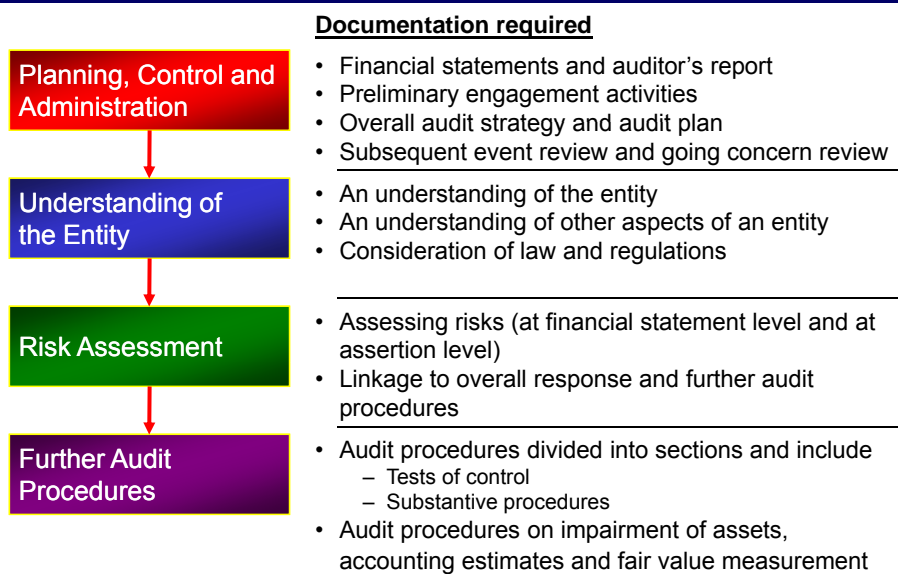 Documentation required
Planning, Control and
Administration
• Financial statements and auditor’s report
• Preliminary engagement activities
• Overall audit strategy and audit plan
• Subsequent event review and going concern review
Understanding of
the Entity
• An understanding of the entity
• An understanding of other aspects of an entity
• Consideration of law and regulations
Risk Assessment
• Assessing risks (at financial statement level and at
assertion level)
• Linkage to overall response and further audit
procedures
Further Audit
Procedures
• Audit procedures divided into sections and include
– Tests of control
– Substantive procedures
• Audit procedures on impairment of assets,
accounting estimates and fair value measurement